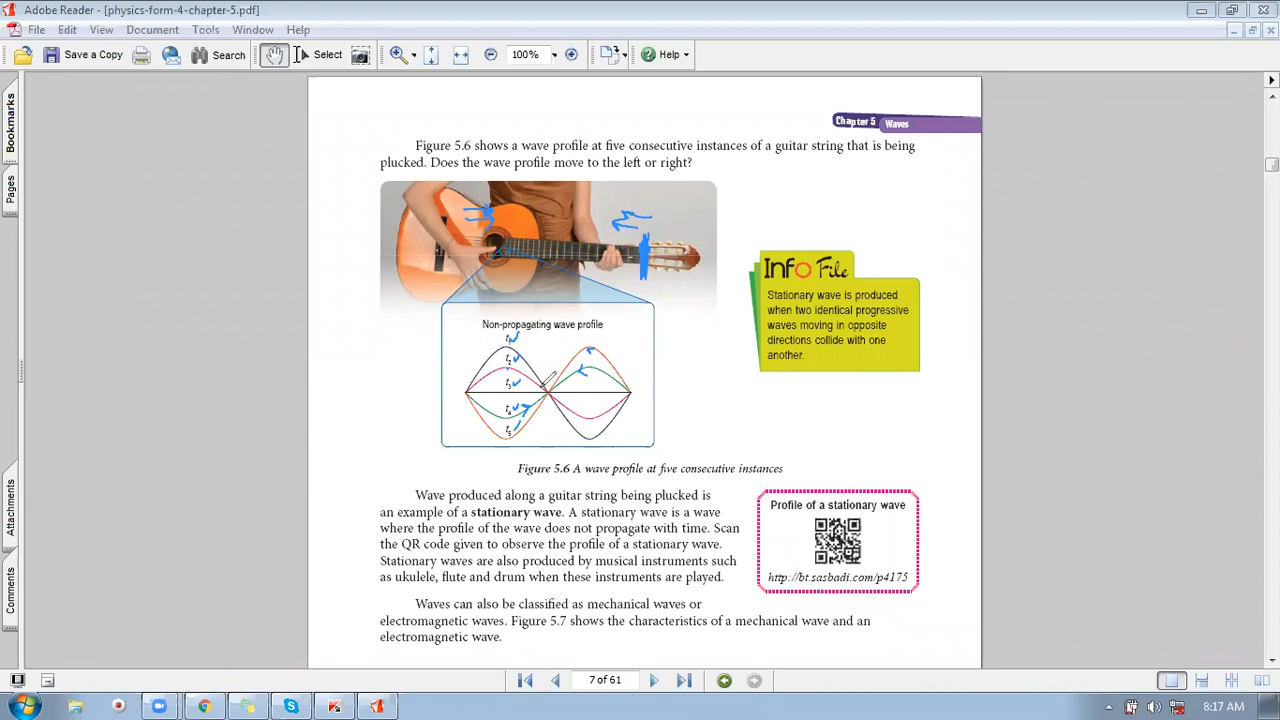 Adobe Reader - [physics-form-4-chapter-5.pdf]
File Edit View Document Tools Window Help
Save a Copy Search Select 100% Help
Bookmarks
Pages
Attachments
Comments
Chapter 5 Waves
Figure 5.6 shows a wave profile at five consecutive instances of a guitar string that is being
plucked. Does the wave profile move to the left or right?
Non-propagating wave profile
t1
t2
t3
t4
t5
Info File
Stationary wave is produced
when two identical progressive
waves moving in opposite
directions collide with one
another.
Figure 5.6 A wave profile at five consecutive instances
Wave produced along a guitar string being plucked is
an example of a stationary wave. A stationary wave is a wave
where the profile of the wave does not propagate with time. Scan
the QR code given to observe the profile of a stationary wave.
Stationary waves are also produced by musical instruments such
as ukulele, flute and drum when these instruments are played.
Profile of a stationary wave
http://bt.sasbadi.com/p4175
Waves can also be classified as mechanical waves or
electromagnetic waves. Figure 5.7 shows the characteristics of a mechanical wave and an
electromagnetic wave.
7 of 61
8:17 AM